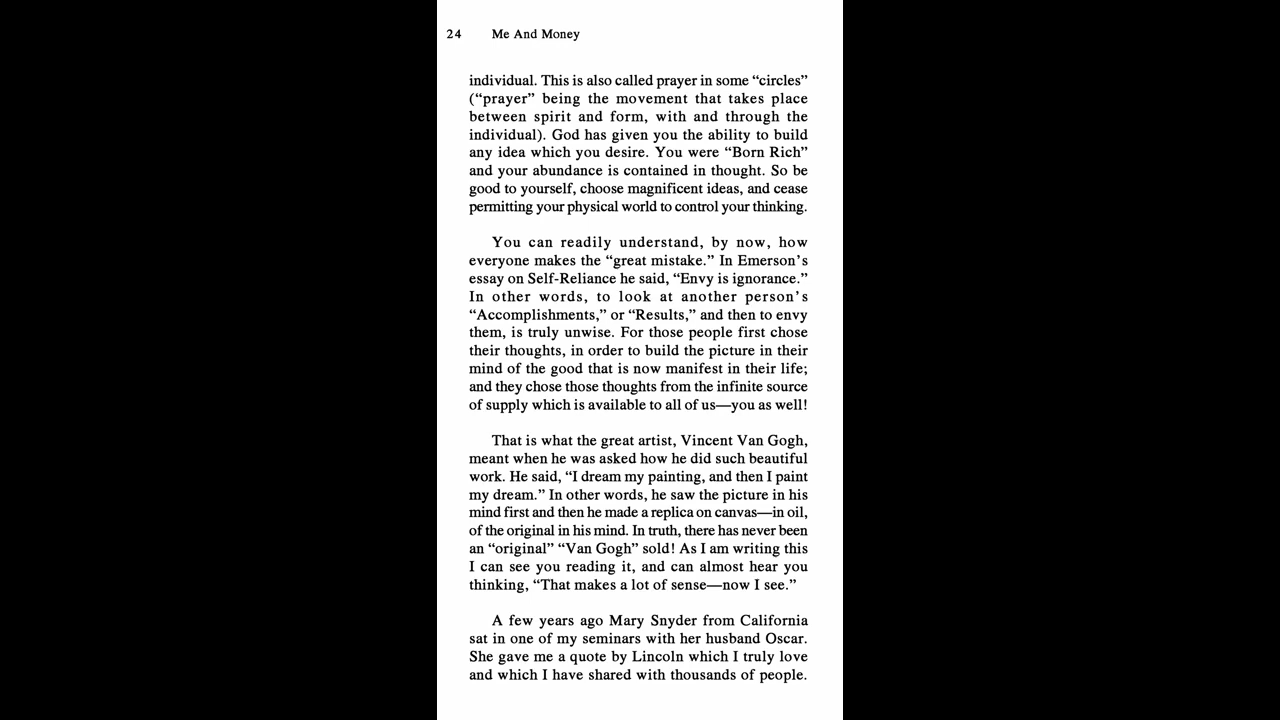 24 Me And Money
individual. This is also called prayer in some “circles”
(“prayer” being the movement that takes place
between spirit and form, with and through the
individual). God has given you the ability to build
any idea which you desire. You were “Born Rich”
and your abundance is contained in thought. So be
good to yourself, choose magnificent ideas, and cease
permitting your physical world to control your thinking.
You can readily understand, by now, how
everyone makes the “great mistake.” In Emerson’s
essay on Self-Reliance he said, “Envy is ignorance.”
In other words, to look at another person’s
“Accomplishments,” or “Results,” and then to envy
them, is truly unwise. For those people first chose
their thoughts, in order to build the picture in their
mind of the good that is now manifest in their life;
and they chose those thoughts from the infinite source
of supply which is available to all of us—you as well!
That is what the great artist, Vincent Van Gogh,
meant when he was asked how he did such beautiful
work. He said, “I dream my painting, and then I paint
my dream.” In other words, he saw the picture in his
mind first and then he made a replica on canvas—in oil,
of the original in his mind. In truth, there has never been
an “original” “Van Gogh” sold! As I am writing this
I can see you reading it, and can almost hear you
thinking, “That makes a lot of sense—now I see.”
A few years ago Mary Snyder from California
sat in one of my seminars with her husband Oscar.
She gave me a quote by Lincoln which I truly love
and which I have shared with thousands of people.